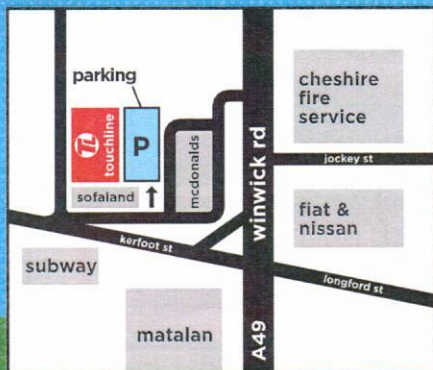 parking
TL
touchline
P
sofaland
mcdonalds
winwick rd
A49
cheshire
fire
service
jockey st
fiat &
nissan
kerfoot st
longford st
subway
matalan